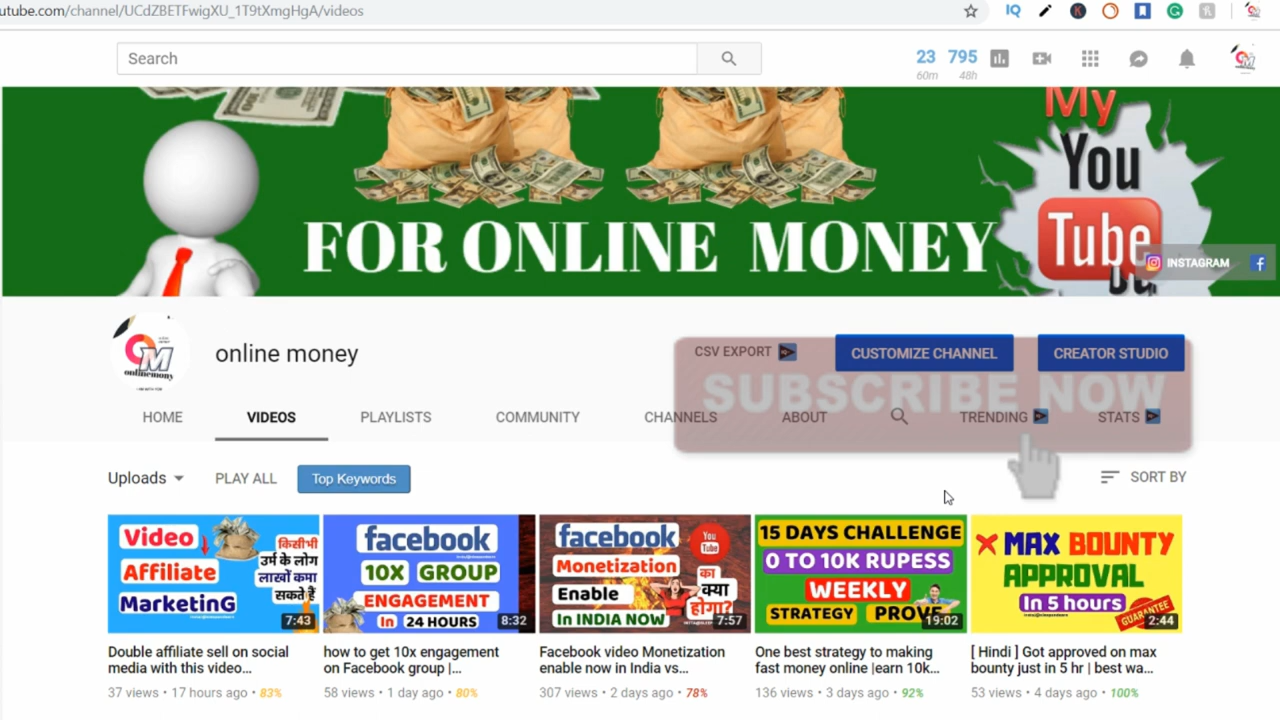 utube.com/channel/UCdZBETFwigXU_1T9tXmgHgA/videos
IQ
Search
23 795
60m 48h
My
You
Tube
FOR ONLINE MONEY
INSTAGRAM
OM
onlinemony
online money
CSV EXPORT
CUSTOMIZE CHANNEL
CREATOR STUDIO
SUBSCRIBE NOW
HOME VIDEOS PLAYLISTS COMMUNITY CHANNELS ABOUT TRENDING STATS
Uploads PLAY ALL Top Keywords SORT BY
Video
Affiliate
MarketinG
किसीभी
उर्म के लोग
लाखों कमा
सकते हैं
7:43
facebook
10X GROUP
ENGAGEMENT
In 24 HOURS
8:32
facebook
You
Tube
Monetization
Enable
In INDIA NOW
का
क्या
होगा?
7:57
15 DAYS CHALLENGE
0 TO 10K RUPESS
WEEKLY
STRATEGY PROVE
19:02
MAX BOUNTY
APPROVAL
In 5 hours
GUARANTEE
2:44
Double affiliate sell on social
media with this video...
37 views • 17 hours ago • 83%
how to get 10x engagement
on Facebook group |...
58 views • 1 day ago • 80%
Facebook video Monetization
enable now in India vs...
307 views • 2 days ago • 78%
One best strategy to making
fast money online |earn 10k...
136 views • 3 days ago • 92%
[ Hindi ] Got approved on max
bounty just in 5 hr | best wa...
53 views • 4 days ago • 100%